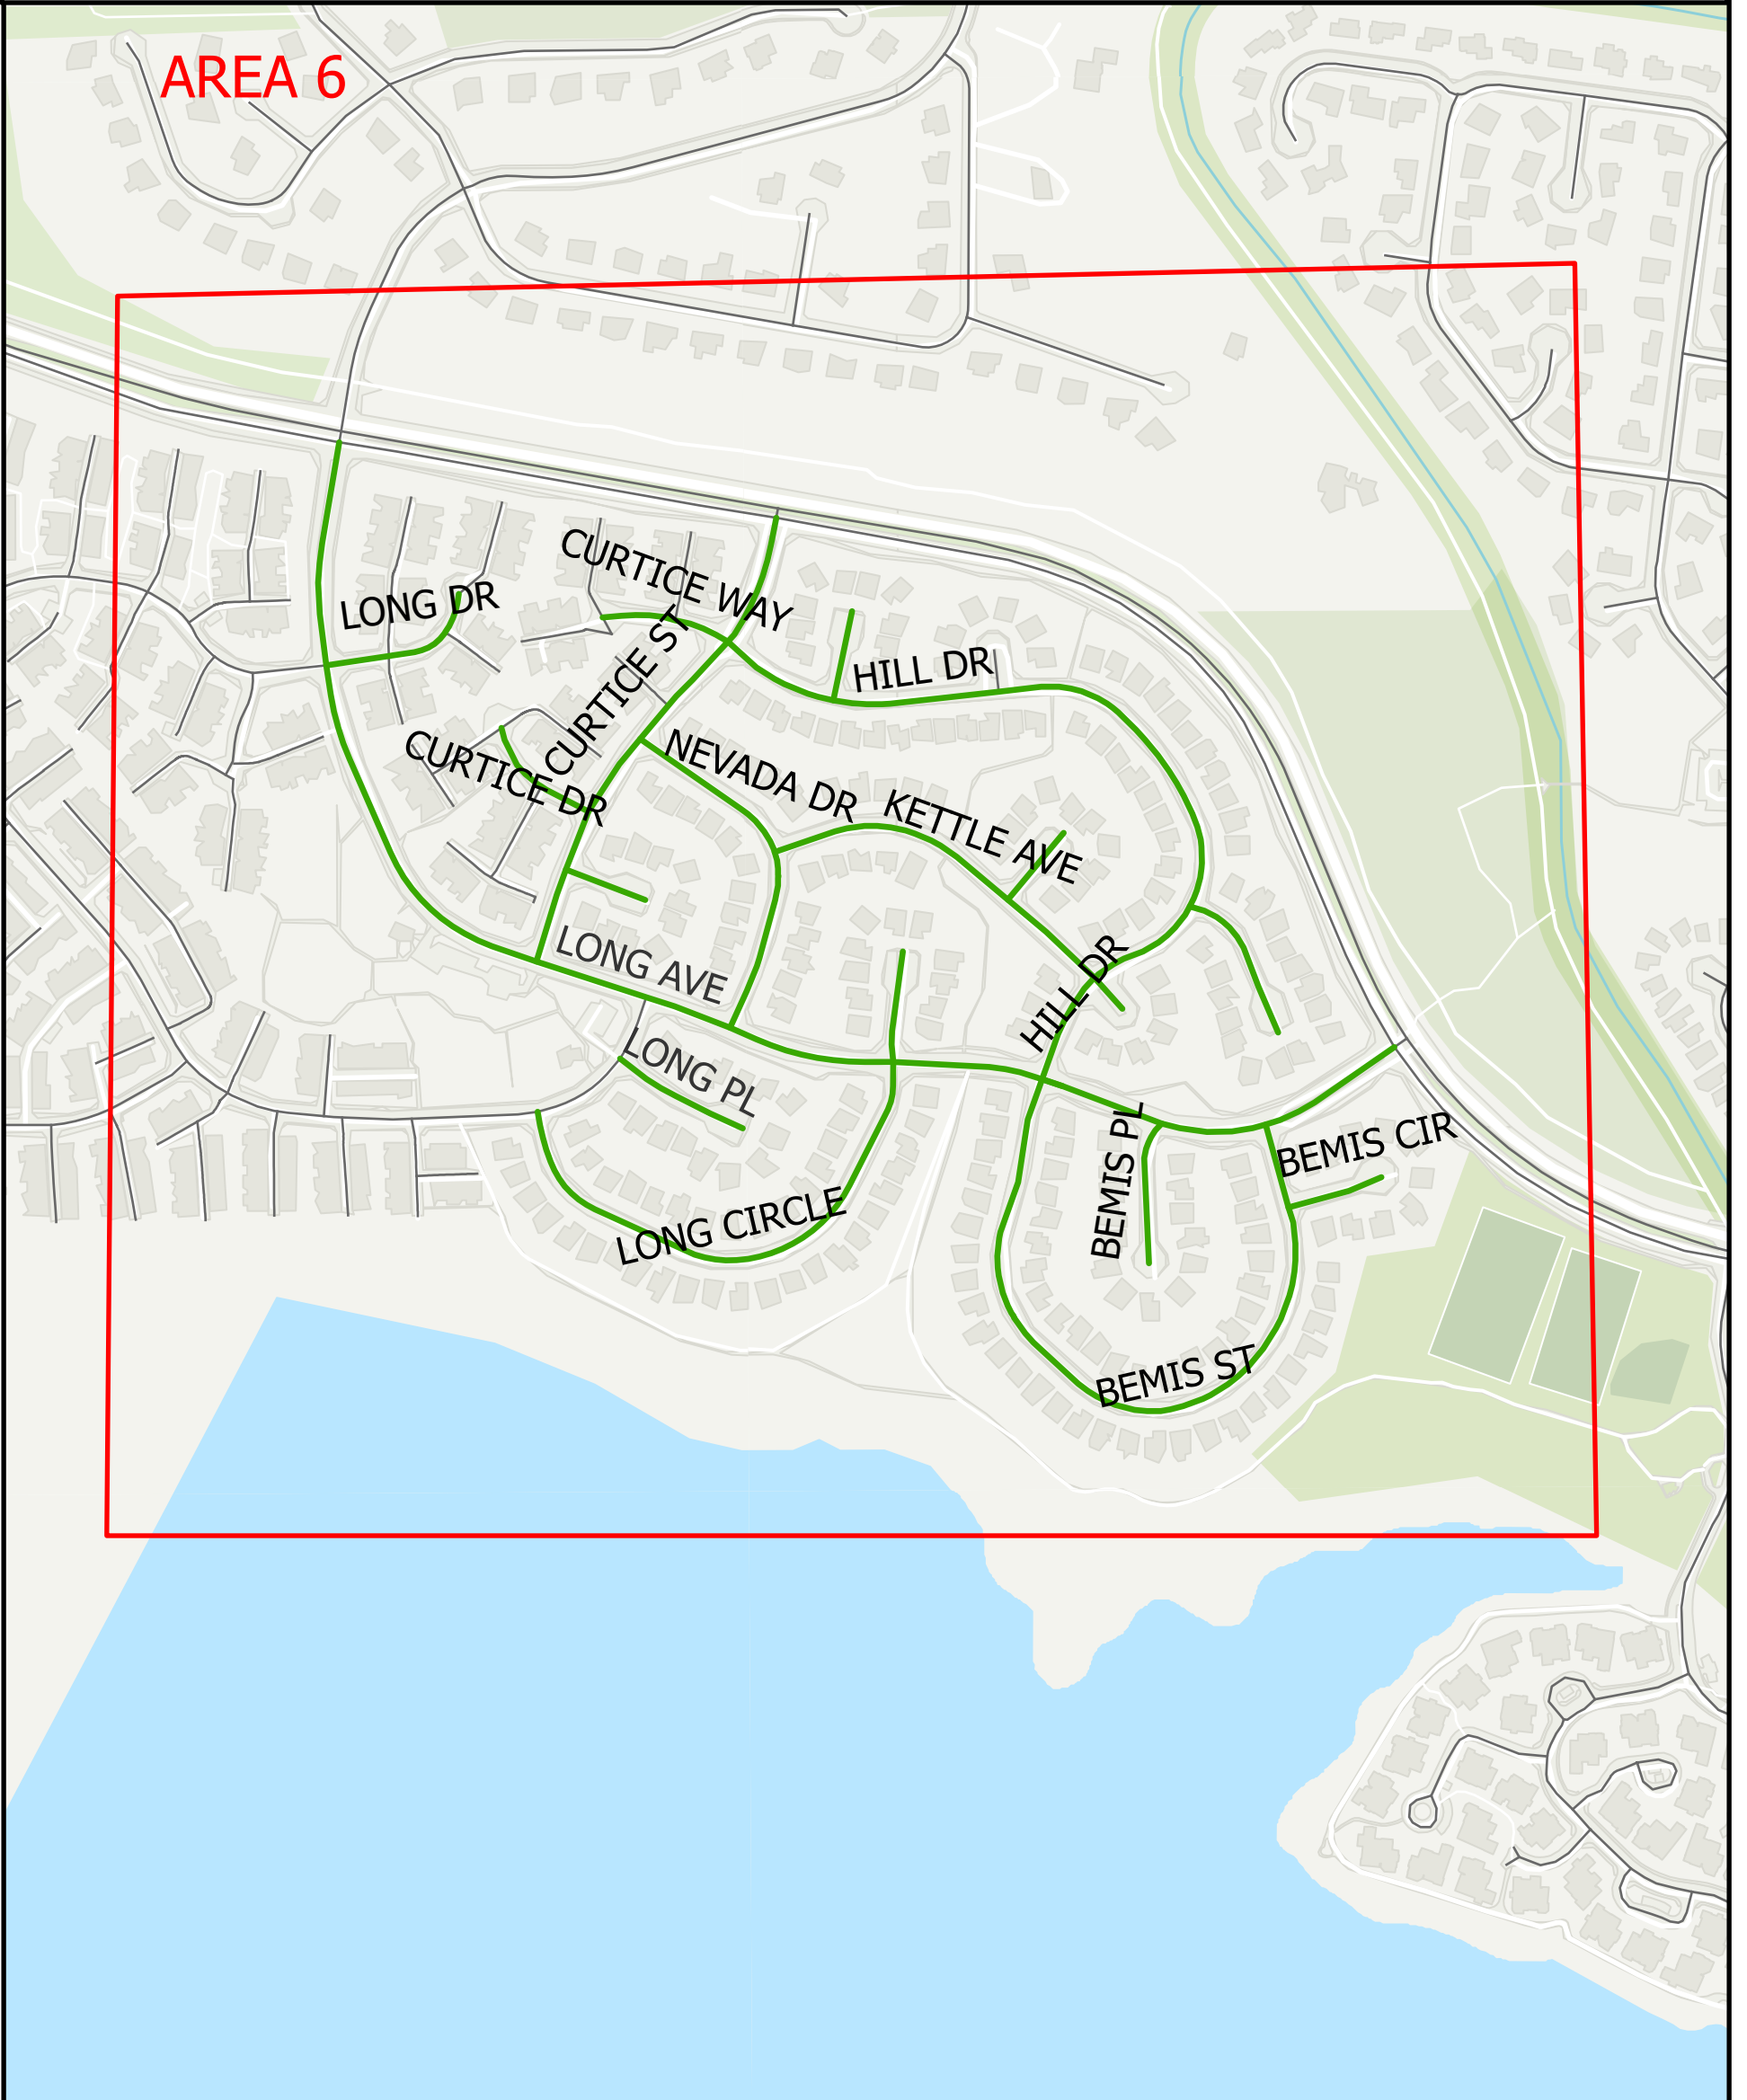 AREA 6
CURTICE WAY
LONG DR
CURTICE ST
HILL DR
CURTICE DR
NEVADA DR
KETTLE AVE
LONG AVE
HILL DR
LONG PL
BEMIS PL
BEMIS CIR
LONG CIRCLE
BEMIS ST